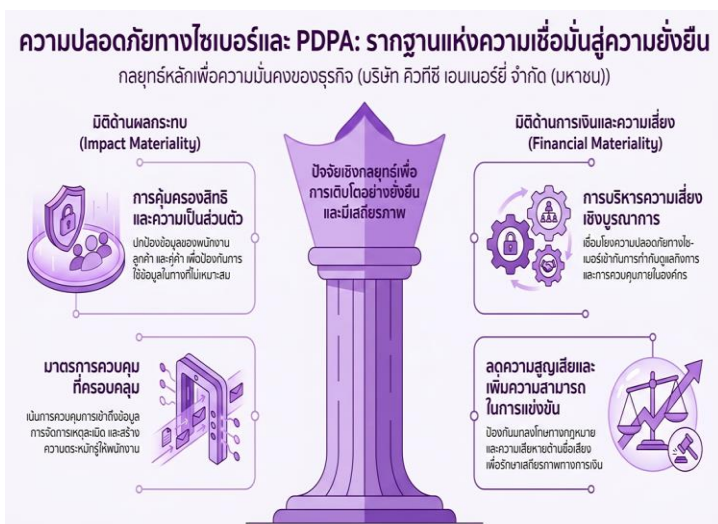 ความปลอดภัยทางไซเบอร์และ PDPA: รากฐานแห่งความเชื่อมั่นสู่ความยั่งยืน
กลยุทธ์หลักเพื่อความมั่นคงของธุรกิจ (บริษัท คิวทีซี เอนเนอร์ยี่ จำกัด (มหาชน))
มิติด้านผลกระทบ
(Impact Materiality)
การคุ้มครองสิทธิ
และความเป็นส่วนตัว
ปกป้องข้อมูลของพนักงาน
ลูกค้า และคู่ค้า เพื่อป้องกันการ
ใช้ข้อมูลในทางที่ไม่เหมาะสม
มาตรการควบคุม
ที่ครอบคลุม
เน้นการควบคุมการเข้าถึงข้อมูล
การจัดการเหตุละเมิด และสร้าง
ความตระหนักรู้ให้พนักงาน
ปัจจัยเชิงกลยุทธ์เพื่อ
การเติบโตอย่างยั่งยืน
และมีเสถียรภาพ
มิติด้านการเงินและความเสี่ยง
(Financial Materiality)
การบริหารความเสี่ยง
เชิงบูรณาการ
เชื่อมโยงความปลอดภัยทางไซ-
เบอร์เข้ากับการกำกับดูแลกิจการ
และการควบคุมภายในองค์กร
ลดความสูญเสียและ
เพิ่มความสามารถ
ในการแข่งขัน
ป้องกันบทลงโทษทางกฎหมาย
และความเสียหายด้านชื่อเสียง
เพื่อรักษาเสถียรภาพทางการเงิน